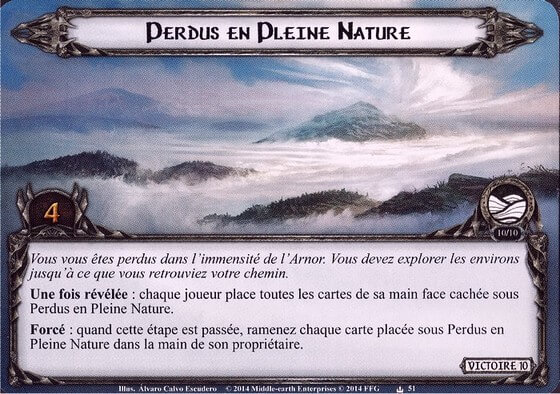 Perdus en Pleine Nature
4
10/10
Vous vous êtes perdus dans l'immensité de l'Arnor. Vous devez explorer les environs
jusqu'à ce que vous retrouviez votre chemin.
Une fois révélée : chaque joueur place toutes les cartes de sa main face cachée sous
Perdus en Pleine Nature.
Forcé : quand cette étape est passée, ramenez chaque carte placée sous Perdus en
Pleine Nature dans la main de son propriétaire.
VICTOIRE 10
Illus. Álvaro Calvo Escudero © 2014 Middle-earth Enterprises © 2014 FFG 51